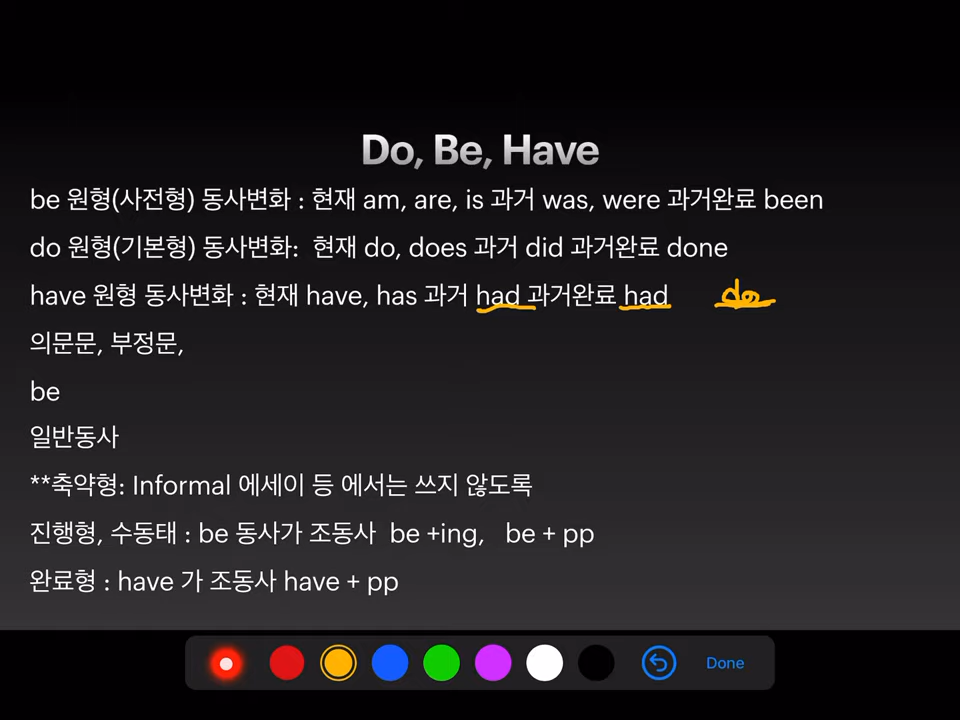 Do, Be, Have
be 원형(사전형) 동사변화 : 현재 am, are, is 과거 was, were 과거완료 been
do 원형(기본형) 동사변화: 현재 do, does 과거 did 과거완료 done
have 원형 동사변화 : 현재 have, has 과거 had 과거완료 had do
의문문, 부정문,
be
일반동사
**축약형: Informal 에세이 등 에서는 쓰지 않도록
진행형, 수동태 : be 동사가 조동사 be +ing, be + pp
완료형 : have 가 조동사 have + pp
Done